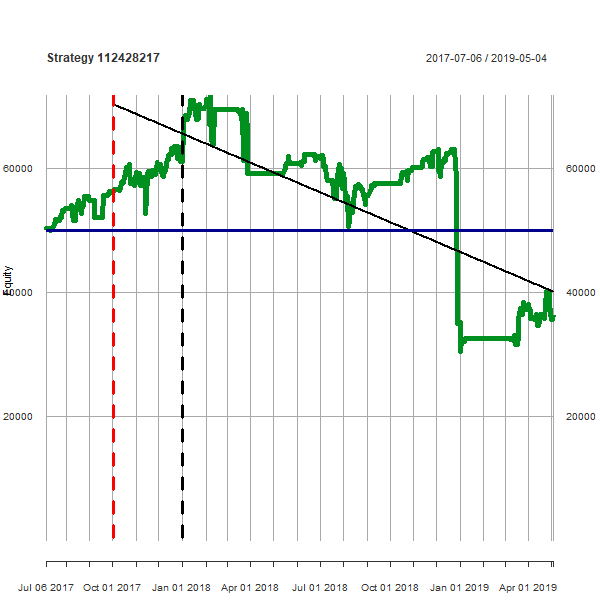 Strategy 112428217
2017-07-06 / 2019-05-04
60000
60000
Equity
40000
40000
20000
20000
Jul 06 2017
Oct 01 2017
Jan 01 2018
Apr 01 2018
Jul 01 2018
Oct 01 2018
Jan 01 2019
Apr 01 2019